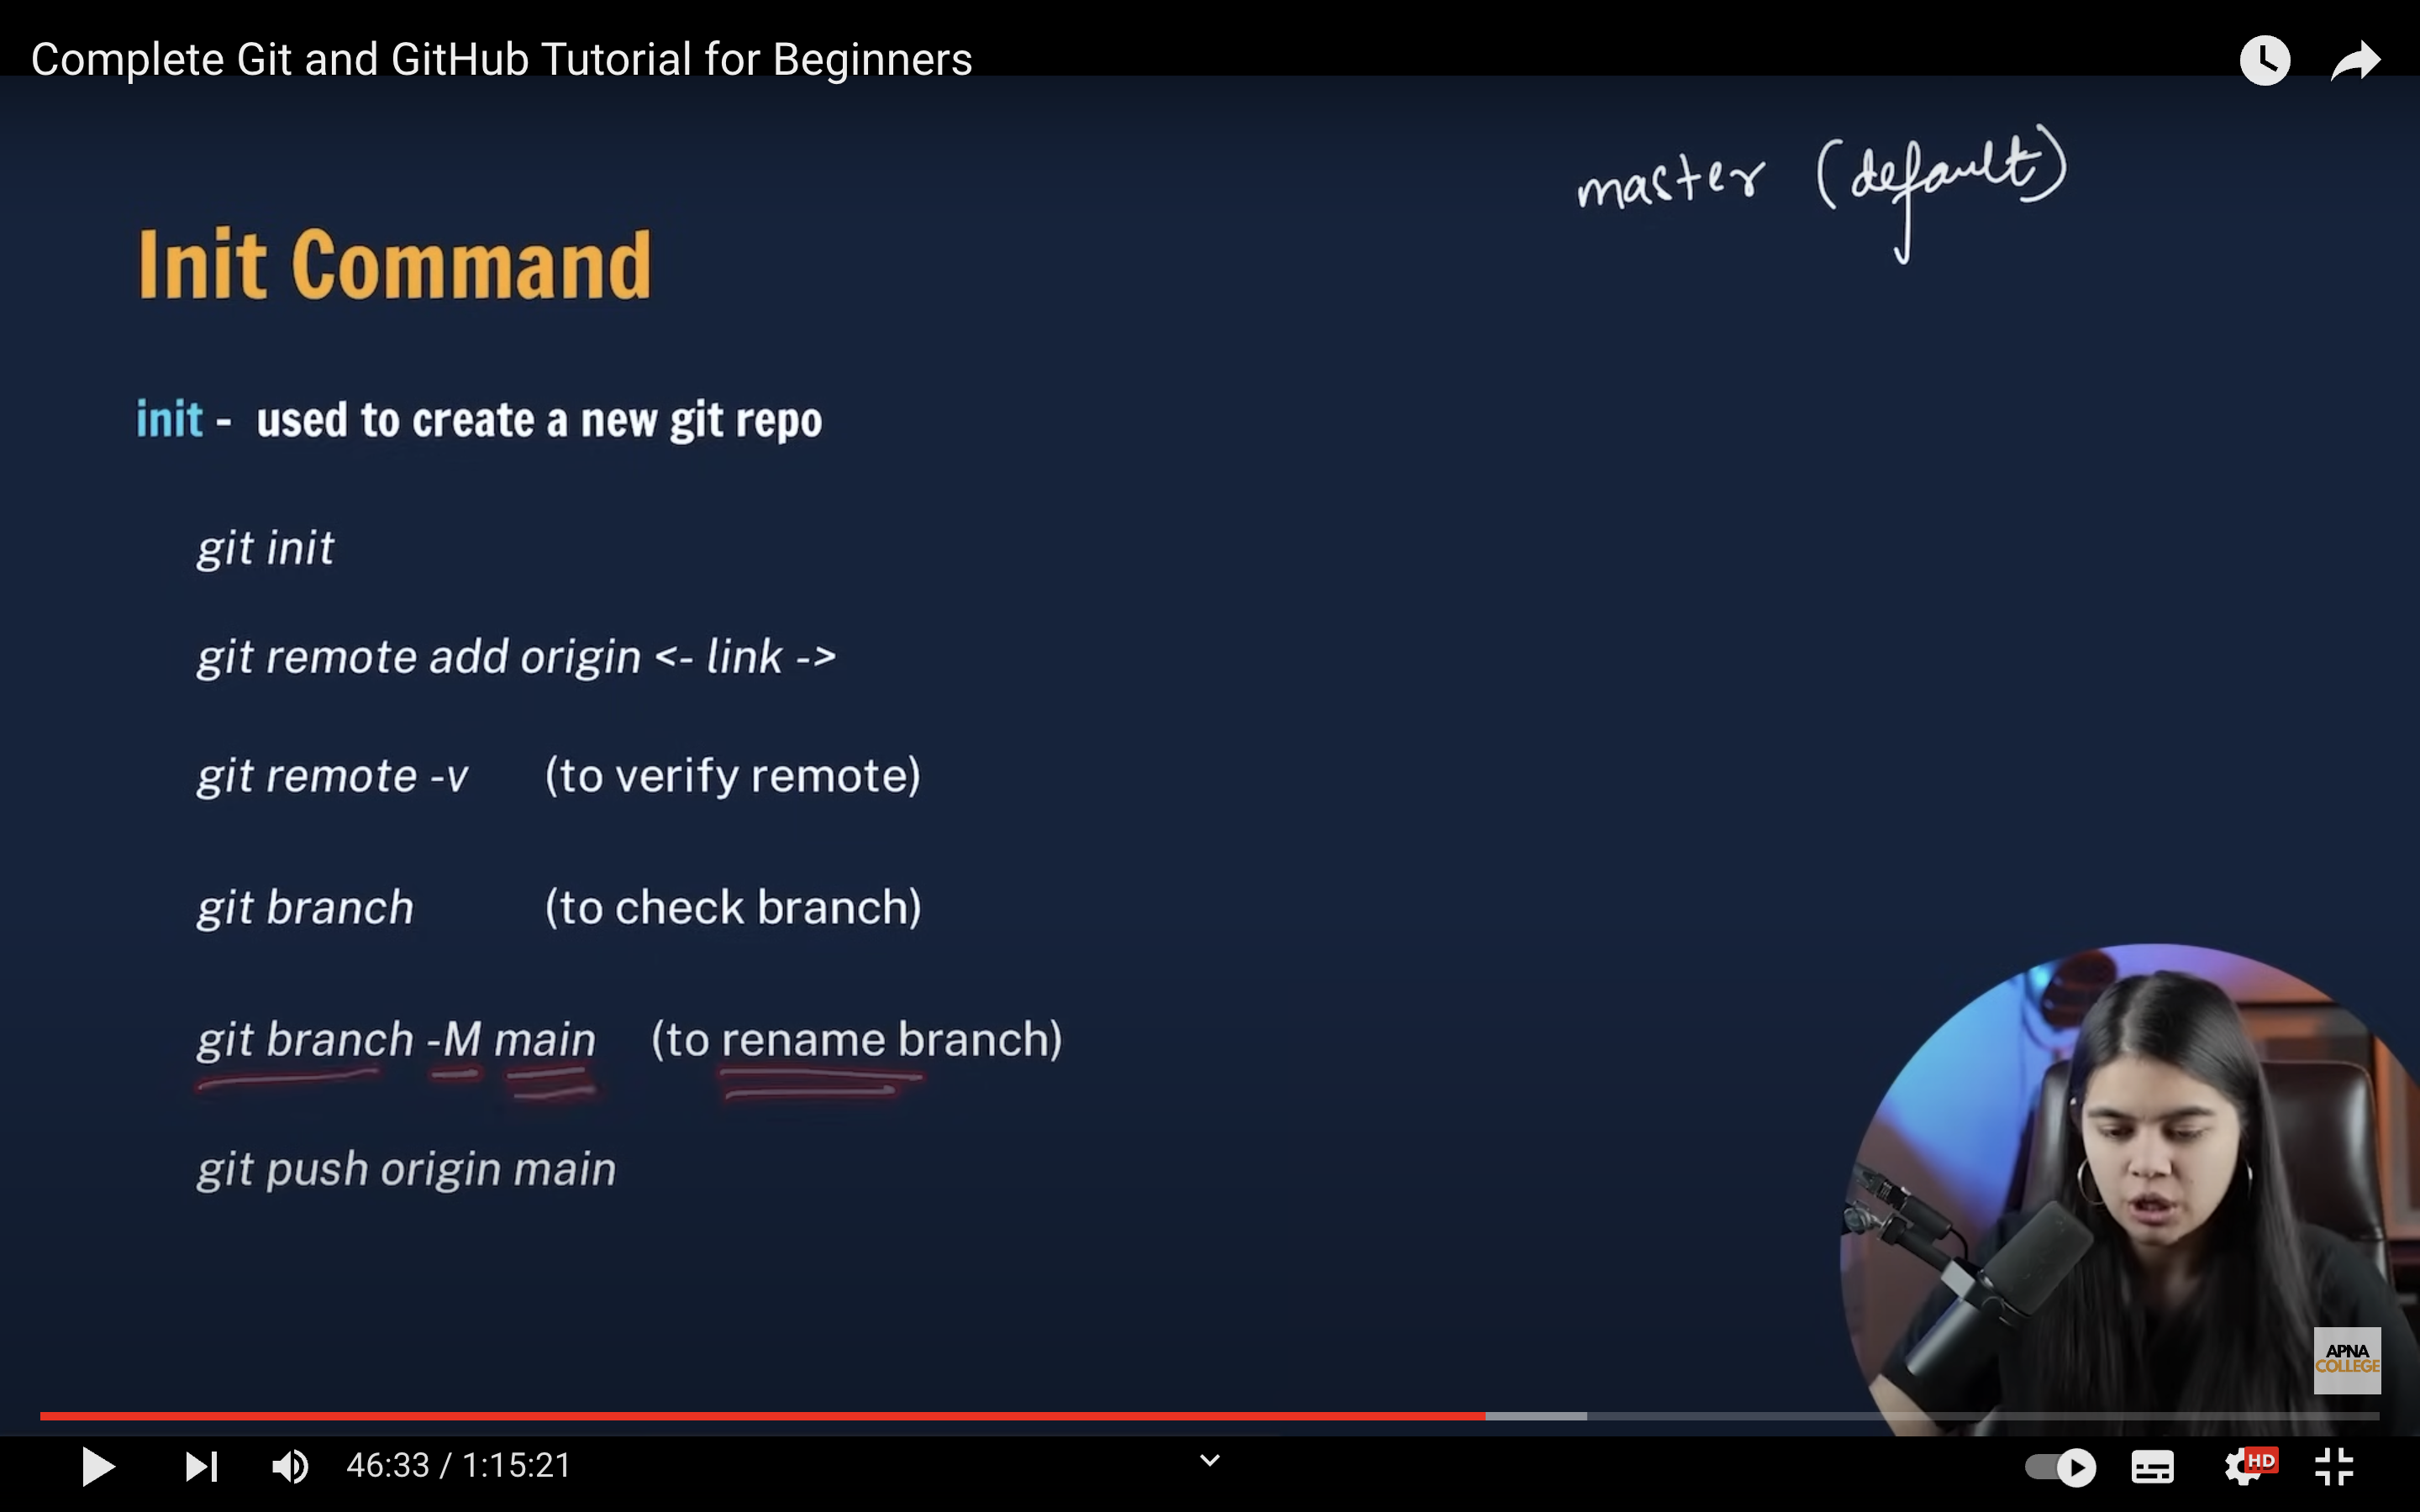 Complete Git and GitHub Tutorial for Beginners
master (default)
Init Command
init - used to create a new git repo
git init
git remote add origin <- link ->
git remote -v (to verify remote)
git branch (to check branch)
git branch -M main (to rename branch)
git push origin main
APNA
COLLEGE
46:33 / 1:15:21
HD